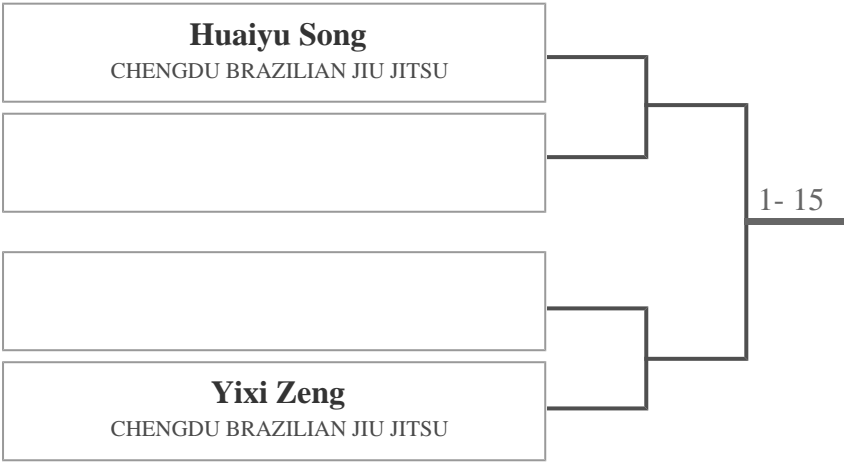 Huaiyu Song
CHENGDU BRAZILIAN JIU JITSU
1- 15
Yixi Zeng
CHENGDU BRAZILIAN JIU JITSU